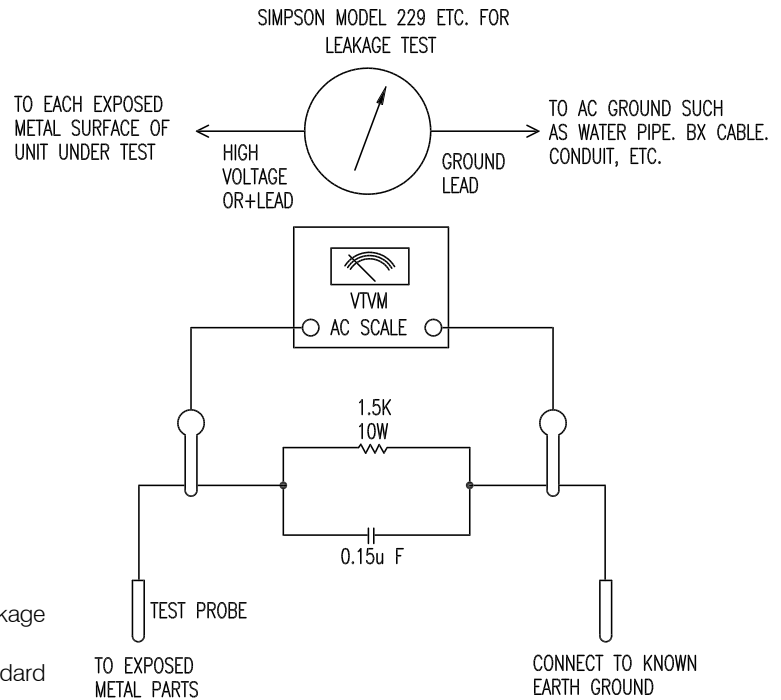 SIMPSON MODEL 229 ETC. FOR
LEAKAGE TEST
TO EACH EXPOSED
METAL SURFACE OF
UNIT UNDER TEST
HIGH
VOLTAGE
OR+LEAD
GROUND
LEAD
TO AC GROUND SUCH
AS WATER PIPE. BX CABLE.
CONDUIT, ETC.
VTVM
AC SCALE
1.5K
10W
0.15u F
TEST PROBE
TO EXPOSED
METAL PARTS
CONNECT TO KNOWN
EARTH GROUND
kage
dard